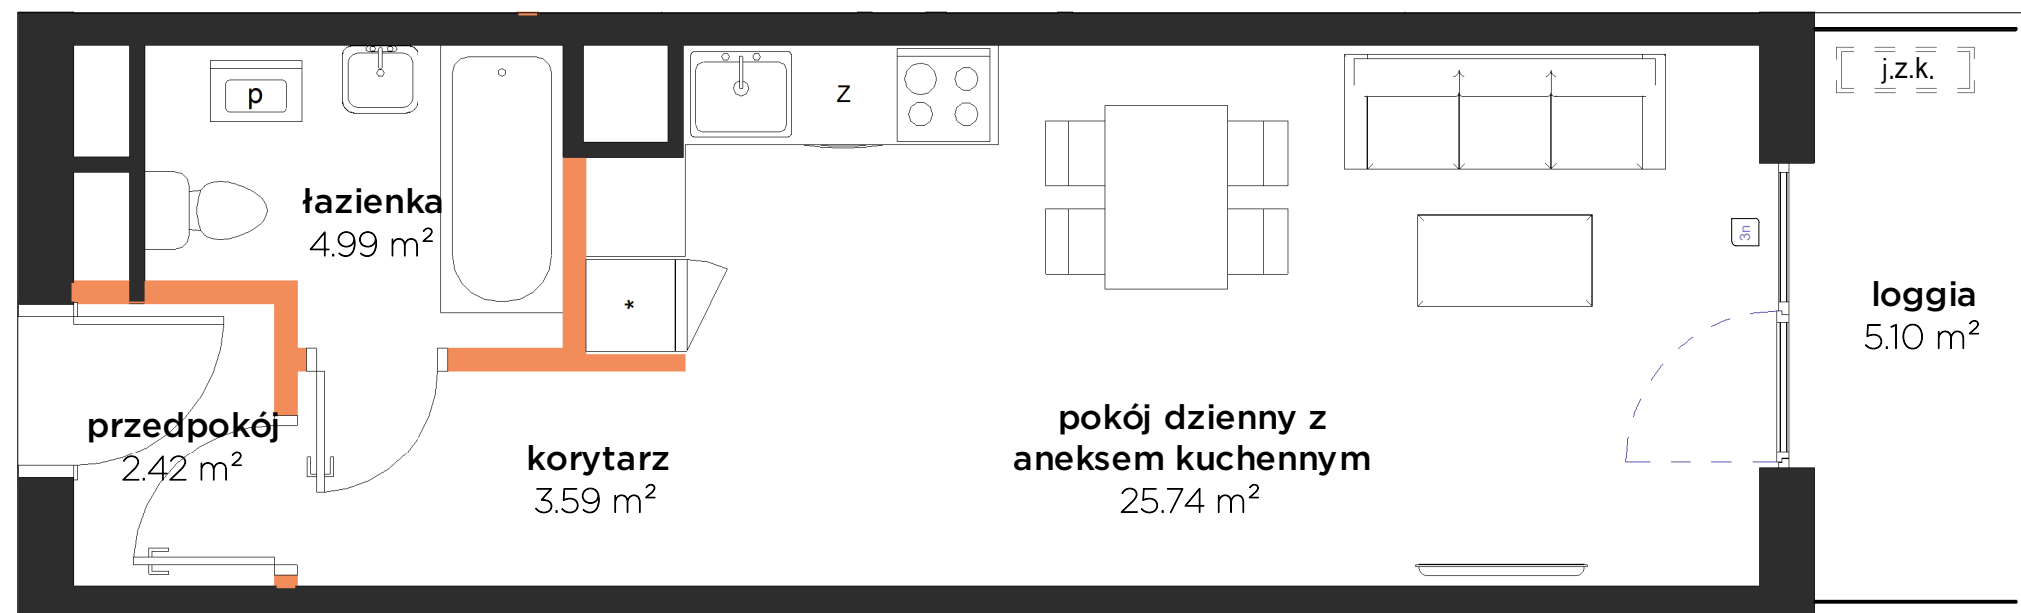 p
z
j.z.k.
łazienka
4.99 m²
3n
*
loggia
5.10 m²
przedpokój
2.42 m²
korytarz
3.59 m²
pokój dzienny z
aneksem kuchennym
25.74 m²